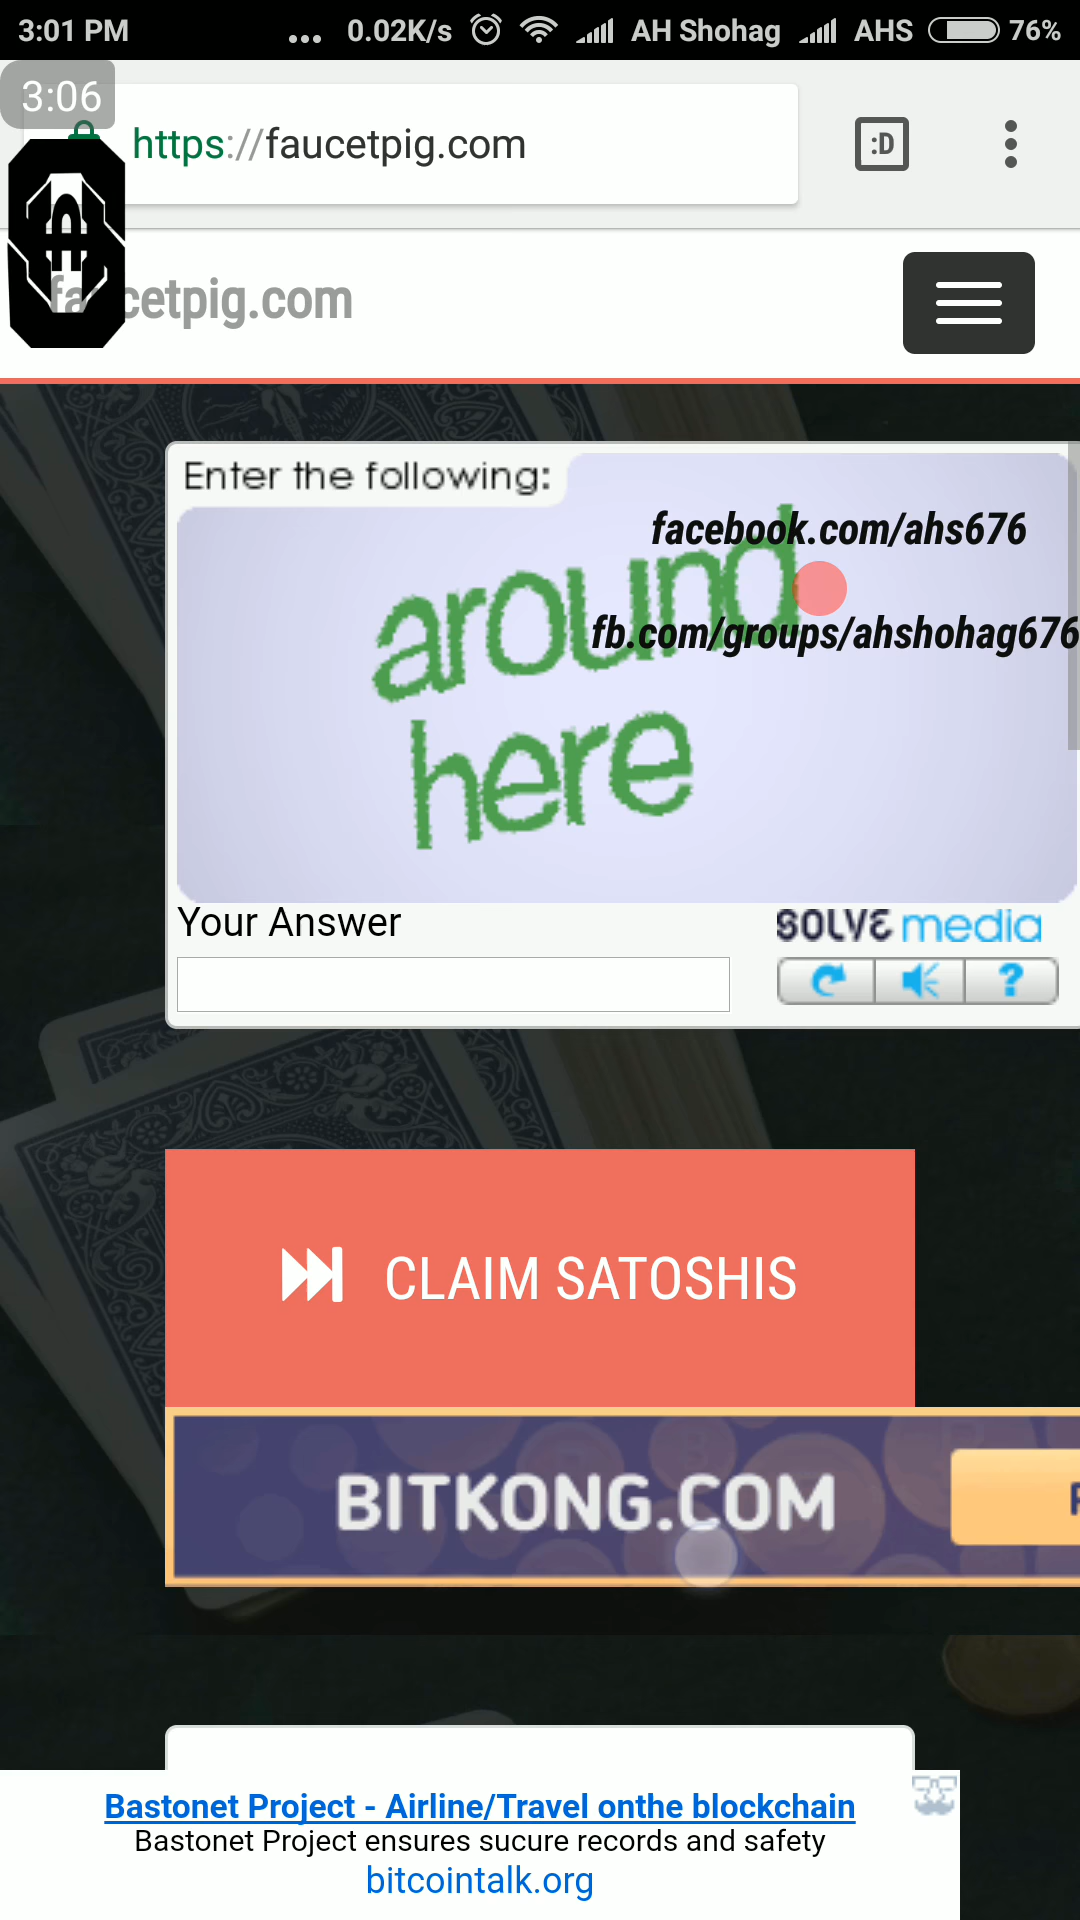 3:01 PM ... 0.02K/s AH Shohag AHS 76%
3:06
https://faucetpig.com :D
faucetpig.com
Enter the following:
facebook.com/ahs676
around
fb.com/groups/ahshohag676
here
Your Answer
SOLVE media
?
CLAIM SATOSHIS
BITKONG.COM
Bastonet Project - Airline/Travel onthe blockchain
Bastonet Project ensures sucure records and safety
bitcointalk.org